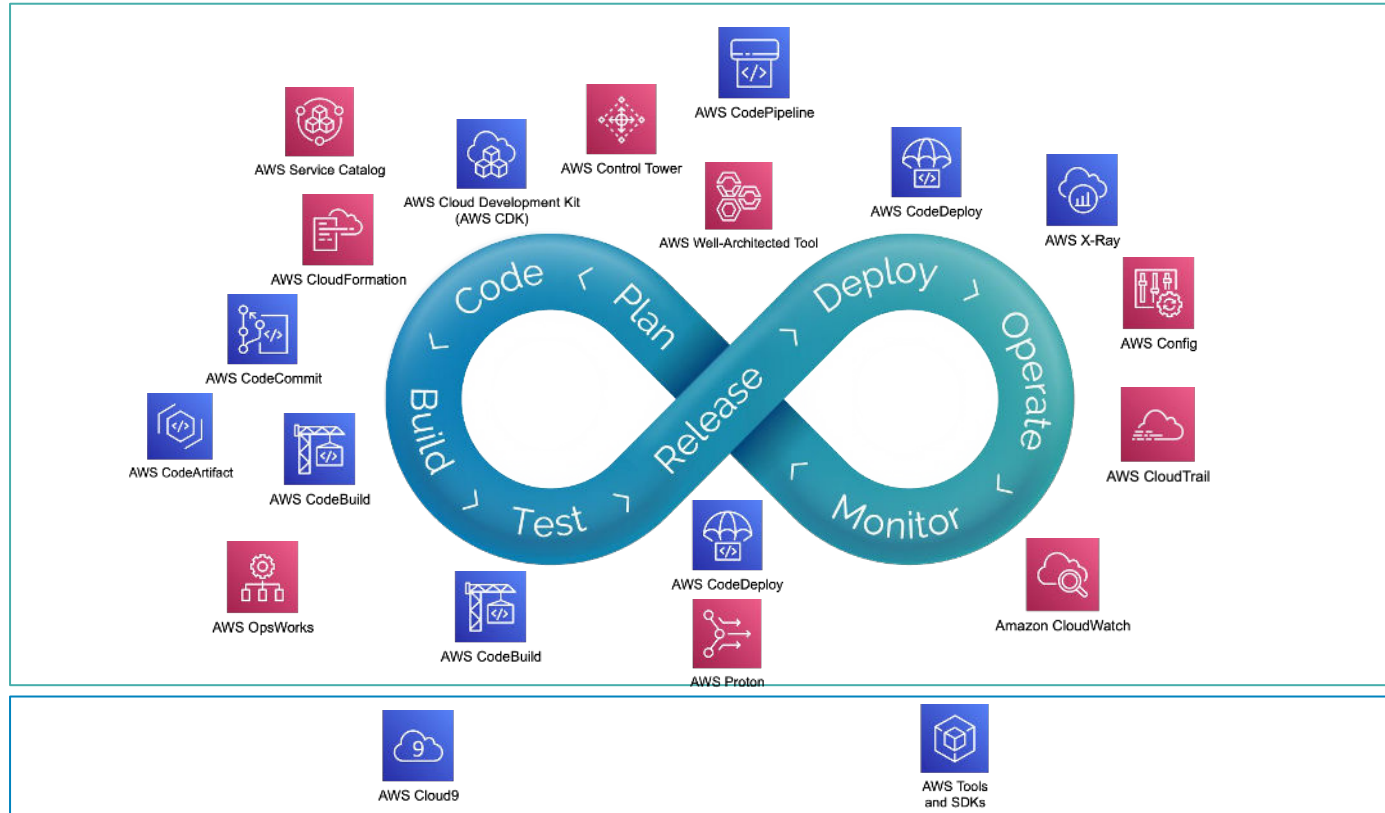 AWS CodePipeline
AWS Service Catalog
AWS Control Tower
AWS Cloud Development Kit
(AWS CDK)
AWS CodeDeploy
AWS Well-Architected Tool
AWS X-Ray
AWS CloudFormation
Code
Plan
Deploy
Operate
AWS Config
AWS CodeCommit
Build
Release
AWS CodeArtifact
AWS CodeBuild
AWS CloudTrail
Test
Monitor
AWS CodeDeploy
AWS OpsWorks
AWS CodeBuild
Amazon CloudWatch
AWS Proton
9
AWS Cloud9
AWS Tools
and SDKs